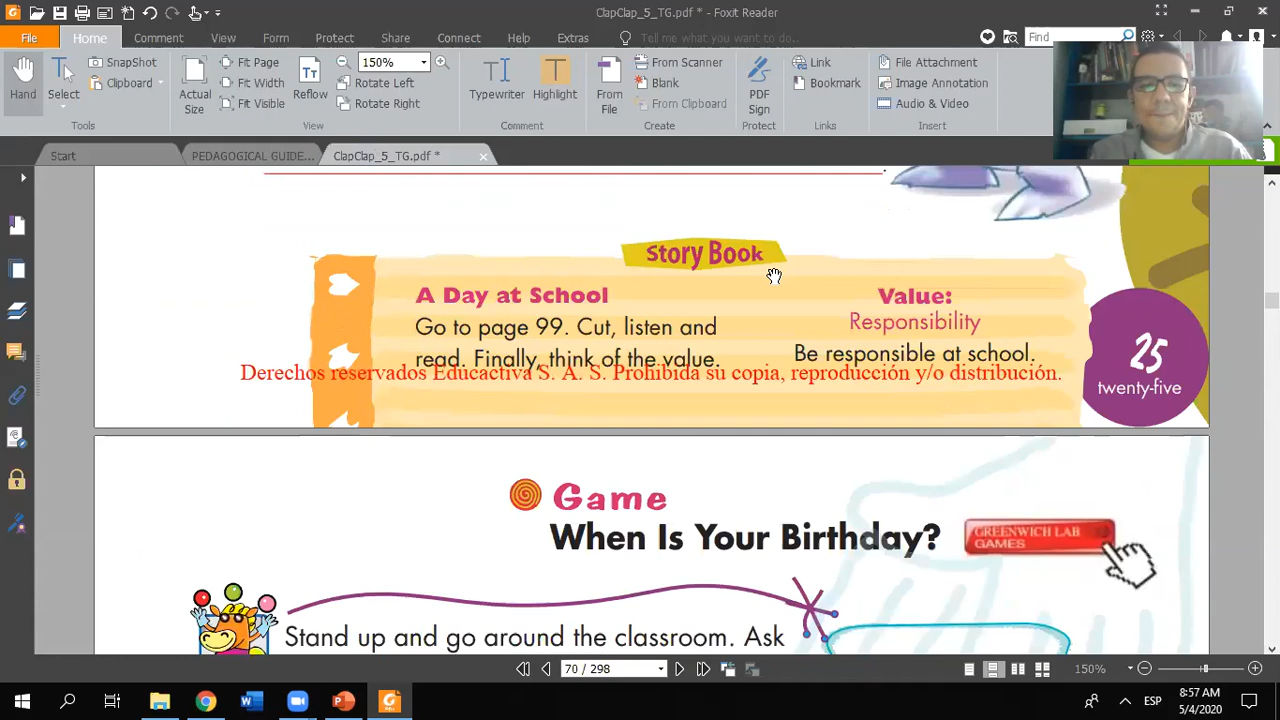 ClapClap_5_TG.pdf * - Foxit Reader
File Home Comment View Form Protect Share Connect Help Extras Tell me what you want to do... Find
Hand
Select
SnapShot
Clipboard
Tools
Actual Size
Fit Page
Fit Width
Fit Visible
Reflow
150%
Rotate Left
Rotate Right
View
Typewriter
Highlight
Comment
From File
From Scanner
Blank
From Clipboard
Create
PDF Sign
Protect
Link
Bookmark
Links
File Attachment
Image Annotation
Audio & Video
Insert
Start PEDAGOGICAL GUIDE... ClapClap_5_TG.pdf *
Story Book
A Day at School
Go to page 99. Cut, listen and
read. Finally, think of the value.
Value:
Responsibility
Be responsible at school.
Derechos reservados Educactiva S. A. S. Prohibida su copia, reproducción y/o distribución.
25
twenty-five
Game
When Is Your Birthday?
GREENWICH LAB
GAMES
Stand up and go around the classroom. Ask
70 / 298
150%
ESP
8:57 AM
5/4/2020